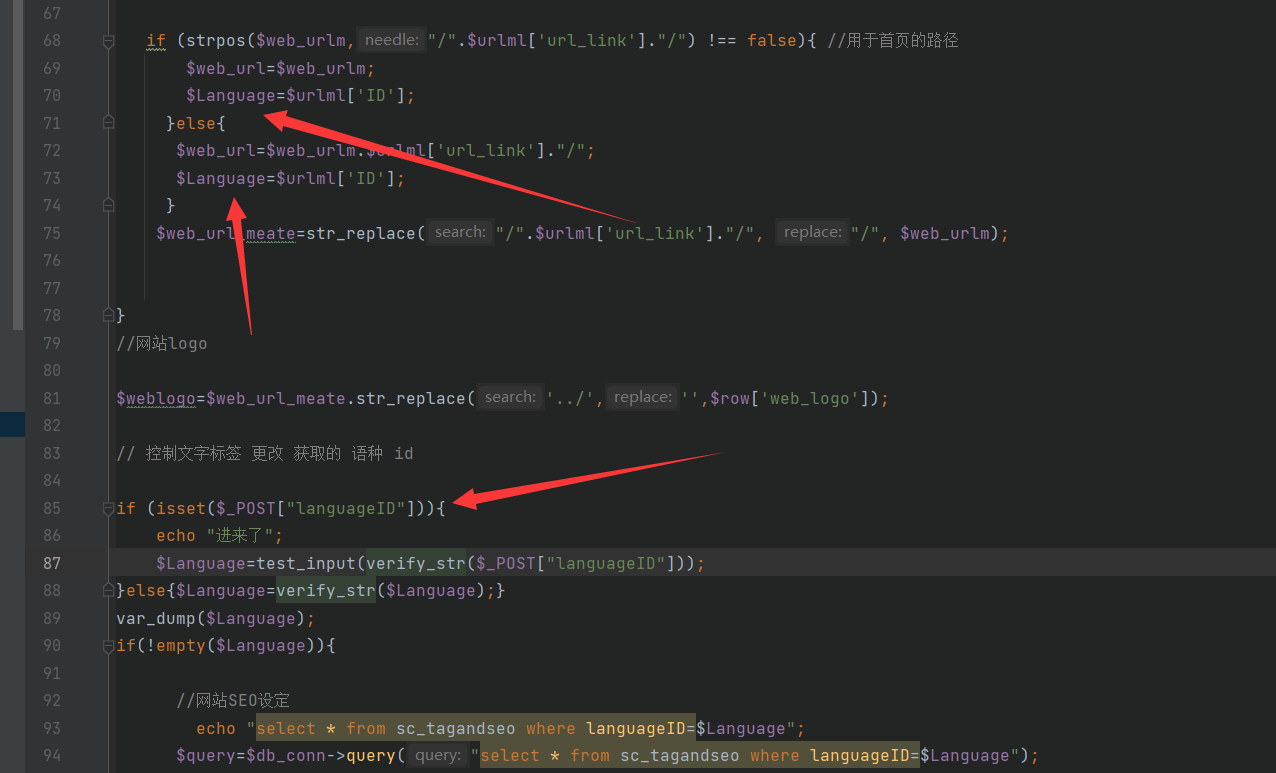 67
68 if (strpos($web_urlm, needle: "/".$urlml['url_link']."/") !== false){ //用于首页的路径
69 $web_url=$web_urlm;
70 $Language=$urlml['ID'];
71 }else{
72 $web_url=$web_urlm.$urlml['url_link']."/";
73 $Language=$urlml['ID'];
74 }
75 $web_url_meate=str_replace( search: "/".$urlml['url_link']."/", replace: "/", $web_urlm);
76
77
78 }
79 //网站logo
80
81 $weblogo=$web_url_meate.str_replace( search: '../', replace: '',$row['web_logo']);
82
83 // 控制文字标签 更改 获取的 语种 id
84
85 if (isset($_POST["languageID"])){
86 echo "进来了";
87 $Language=test_input(verify_str($_POST["languageID"]));
88 }else{$Language=verify_str($Language);}
89 var_dump($Language);
90 if(!empty($Language)){
91
92 //网站SEO设定
93 echo "select * from sc_tagandseo where languageID=$Language";
94 $query=$db_conn->query( query: "select * from sc_tagandseo where languageID=$Language");